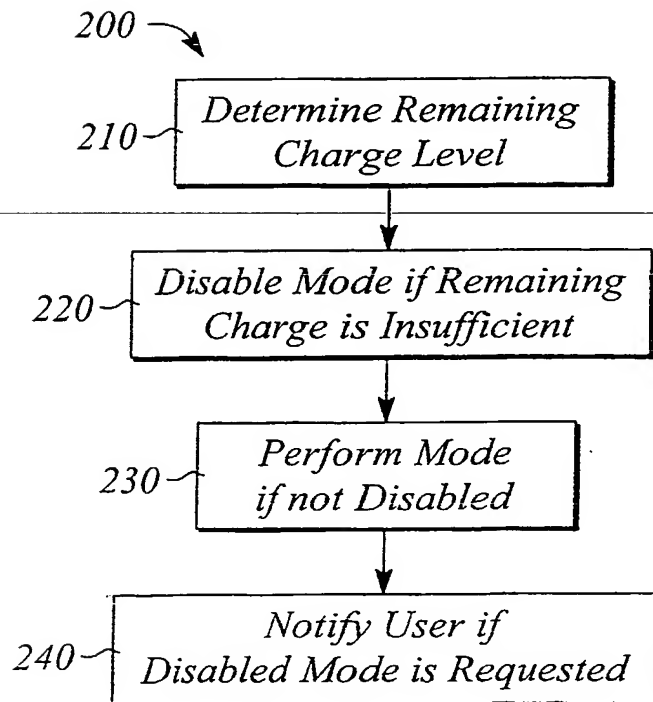 200
210
Determine Remaining
Charge Level
220
Disable Mode if Remaining
Charge is Insufficient
230
Perform Mode
if not Disabled
240
Notify User if
Disabled Mode is Requested